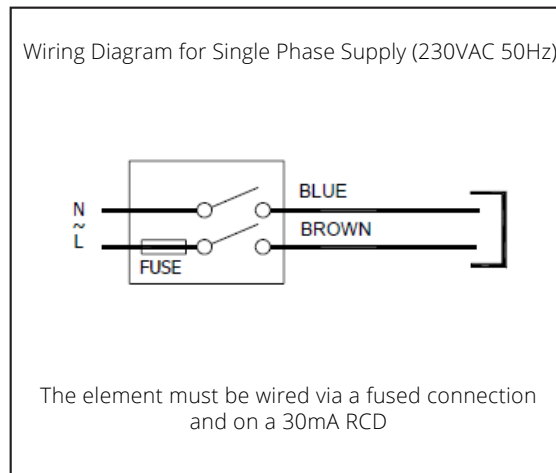 Wiring Diagram for Single Phase Supply (230VAC 50Hz)
BLUE
N
~
L
BROWN
FUSE
The element must be wired via a fused connection
and on a 30mA RCD